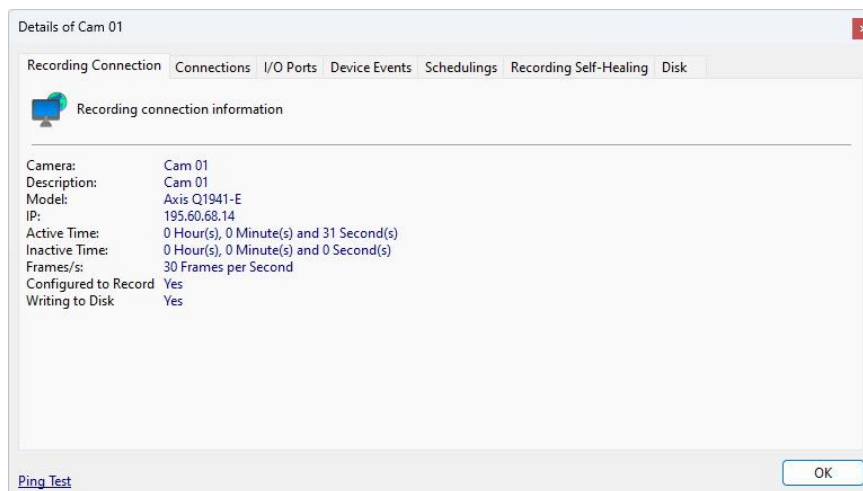 Details of Cam 01
Recording Connection Connections I/O Ports Device Events Schedulings Recording Self-Healing Disk
Recording connection information
Camera: Cam 01
Description: Cam 01
Model: Axis Q1941-E
IP: 195.60.68.14
Active Time: 0 Hour(s), 0 Minute(s) and 31 Second(s)
Inactive Time: 0 Hour(s), 0 Minute(s) and 0 Second(s)
Frames/s: 30 Frames per Second
Configured to Record Yes
Writing to Disk Yes
Ping Test OK